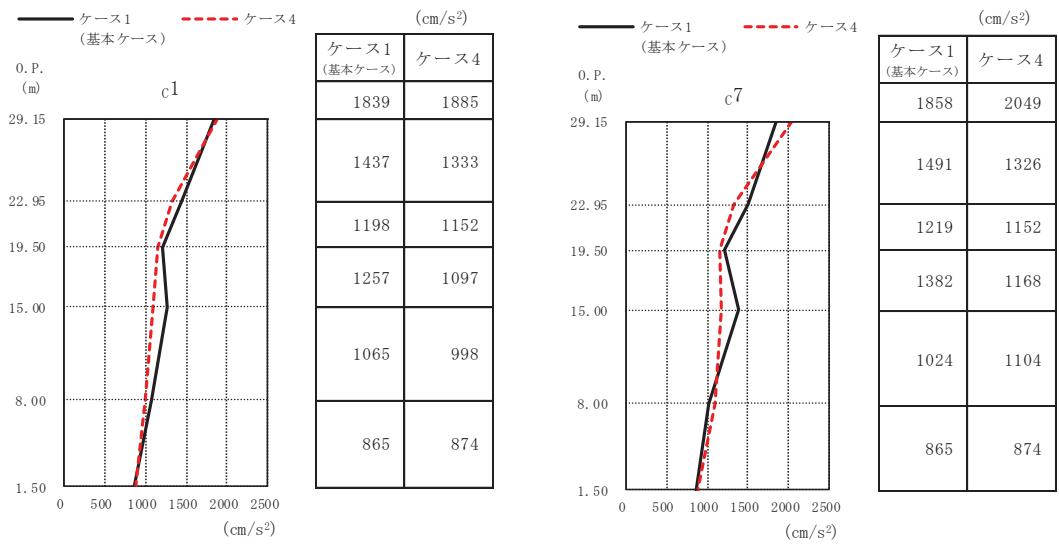 ケース1 ケース4
(基本ケース)
(cm/s²)
O.P.
(m)
C1
29.15
22.95
19.50
15.00
8.00
1.50
0 500 1000 1500 2000 2500
(cm/s²)
ケース1 ケース4
(基本ケース)
1839 1885
1437 1333
1198 1152
1257 1097
1065 998
865 874
ケース1 ケース4
(基本ケース)
(cm/s²)
O.P.
(m)
C7
29.15
22.95
19.50
15.00
8.00
1.50
0 500 1000 1500 2000 2500
(cm/s²)
ケース1 ケース4
(基本ケース)
1858 2049
1491 1326
1219 1152
1382 1168
1024 1104
865 874